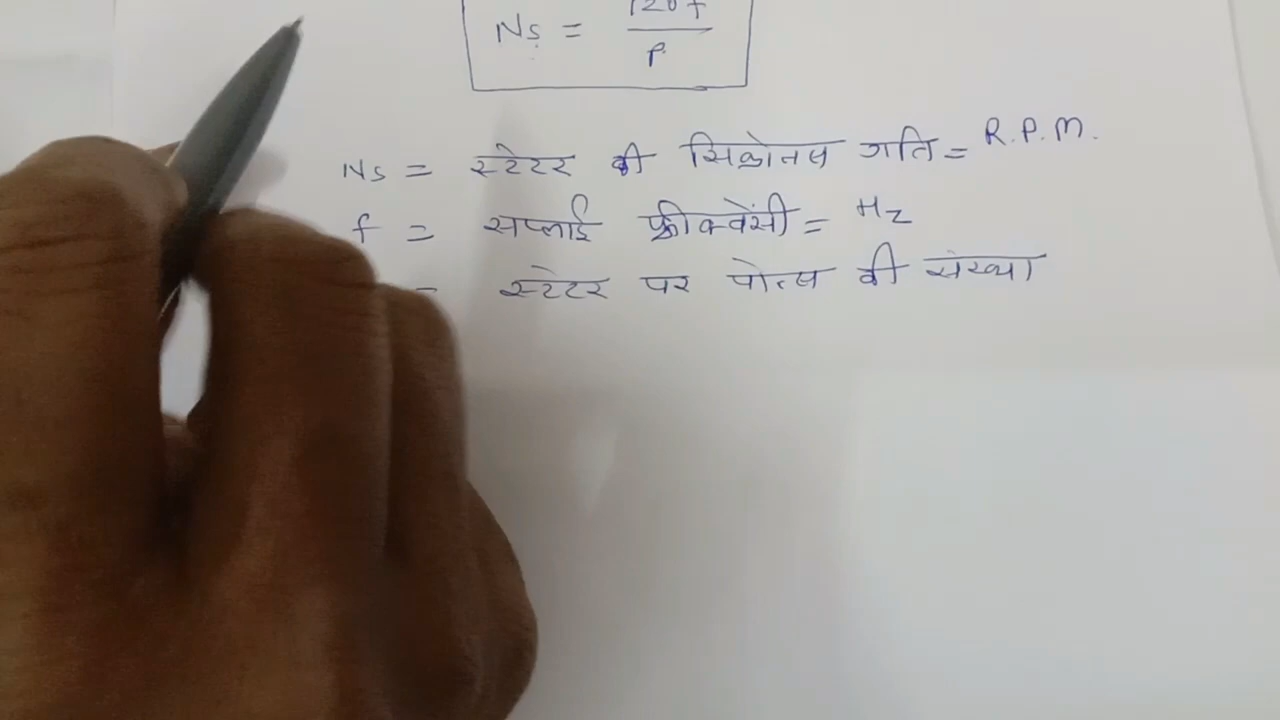 Ns = 120f
P
Ns = स्टेटर की सिक्रोनस गति = R.P.M.
f = सप्लाई फ्रीक्वेंसी = Hz
= स्टेटर पर पोल्स की संख्या